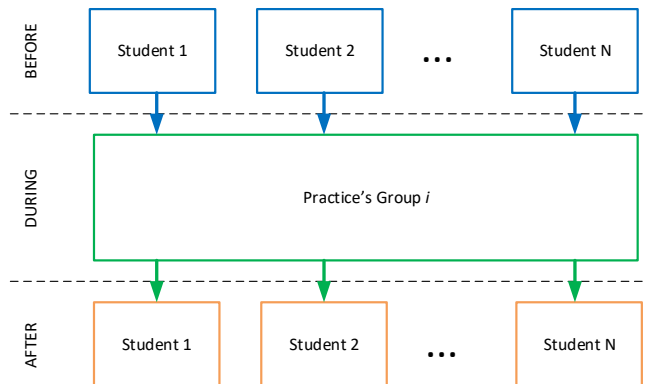 BEFORE
Student 1
Student 2
...
Student N
DURING
Practice's Group i
AFTER
Student 1
Student 2
...
Student N